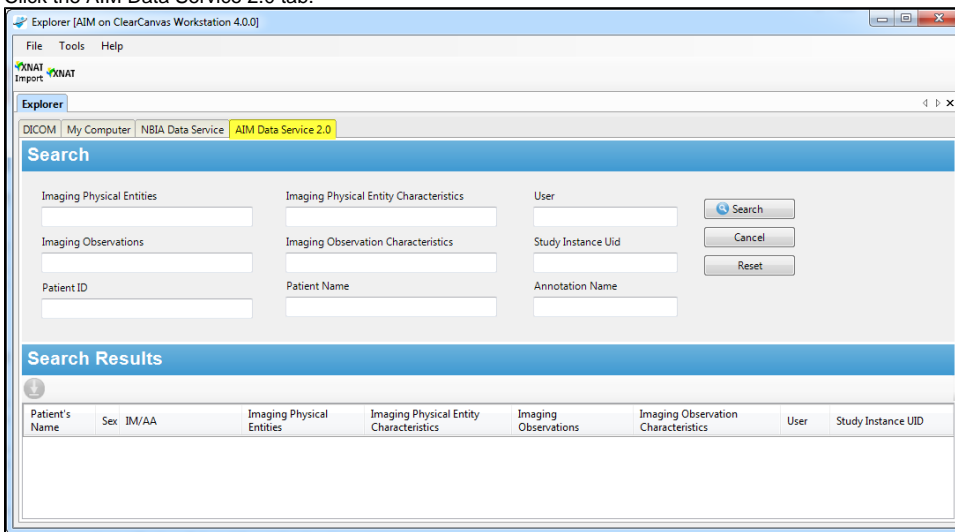 Click the AIM Data Service 2.0 tab.
Explorer [AIM on ClearCanvas Workstation 4.0.0]
File Tools Help
XNAT Import XNAT
Explorer
DICOM My Computer NBIA Data Service AIM Data Service 2.0
Search
Imaging Physical Entities Imaging Physical Entity Characteristics User
Search
Imaging Observations Imaging Observation Characteristics Study Instance Uid
Cancel
Reset
Patient ID Patient Name Annotation Name
Search Results
Patient's Name Sex IM/AA Imaging Physical Entities Imaging Physical Entity Characteristics Imaging Observations Imaging Observation Characteristics User Study Instance UID